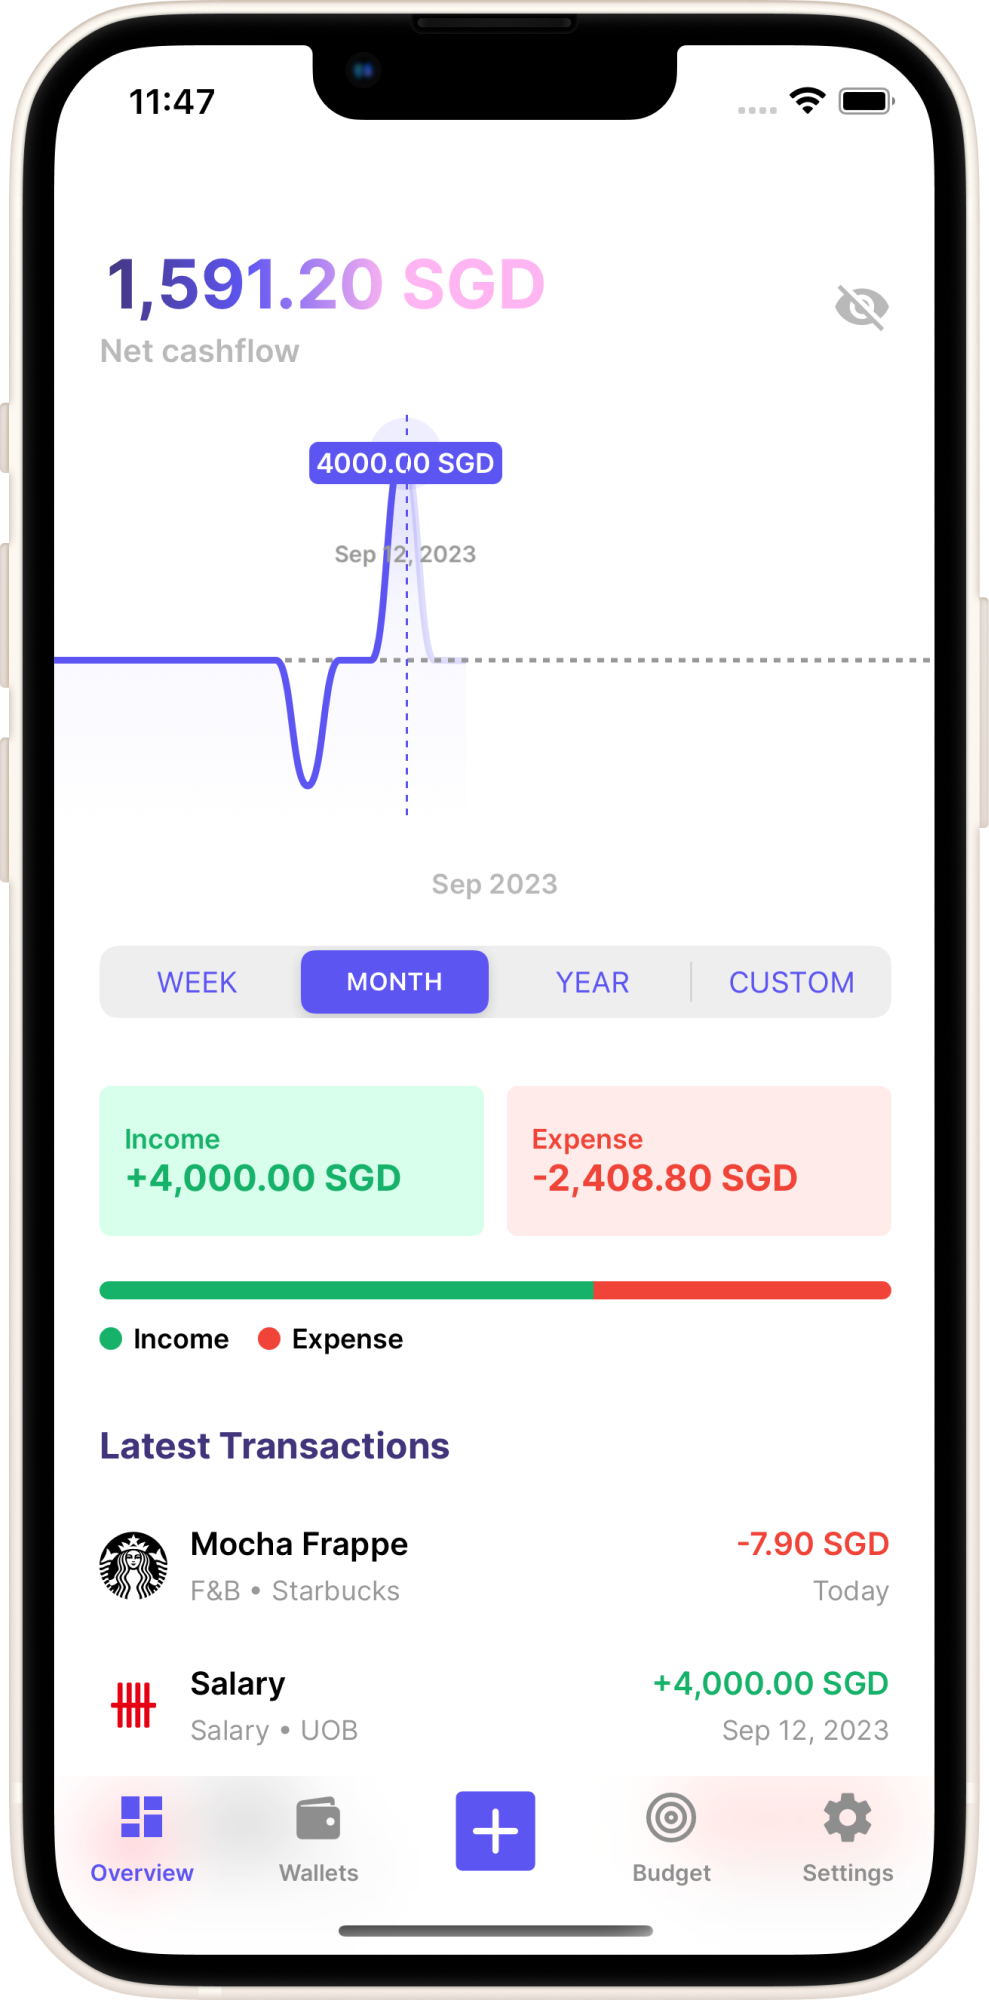 11:47
1,591.20 SGD
Net cashflow
4000.00 SGD
Sep 12, 2023
Sep 2023
WEEK MONTH YEAR CUSTOM
Income Expense
+4,000.00 SGD -2,408.80 SGD
Income Expense
Latest Transactions
Mocha Frappe -7.90 SGD
F&B • Starbucks Today
Salary +4,000.00 SGD
Salary • UOB Sep 12, 2023
Overview Wallets Budget Settings